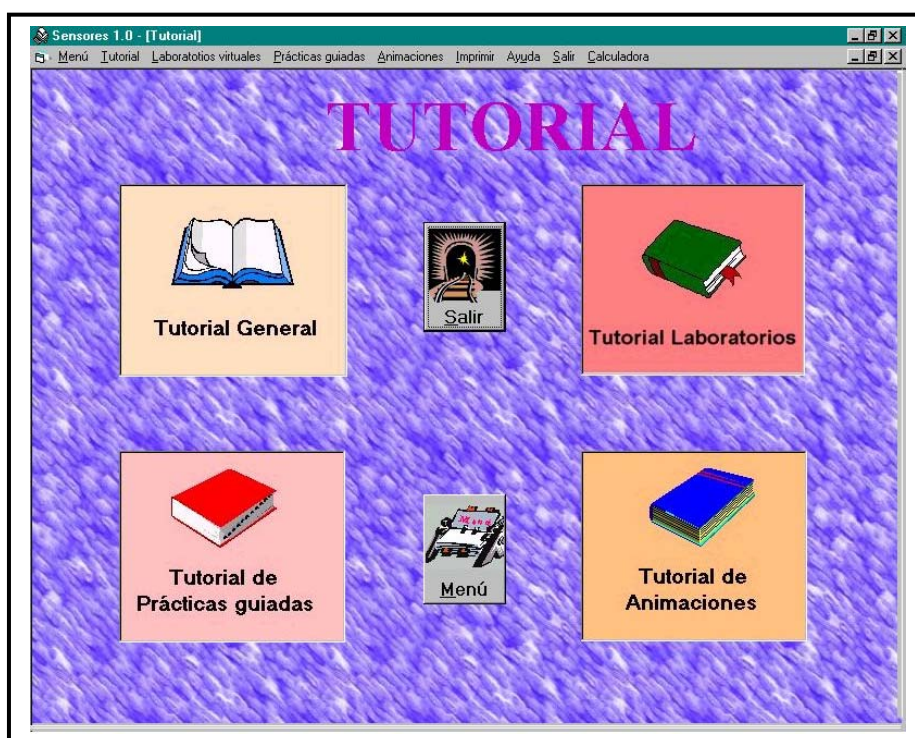 Sensores 1.0 - [Tutorial]
Menú Tutorial Laboratotios virtuales Prácticas guiadas Animaciones Imprimir Ayuda Salir Calculadora
TUTORIAL
Tutorial General
Salir
Tutorial Laboratorios
Tutorial de
Prácticas guiadas
Menú
Menú
Tutorial de
Animaciones